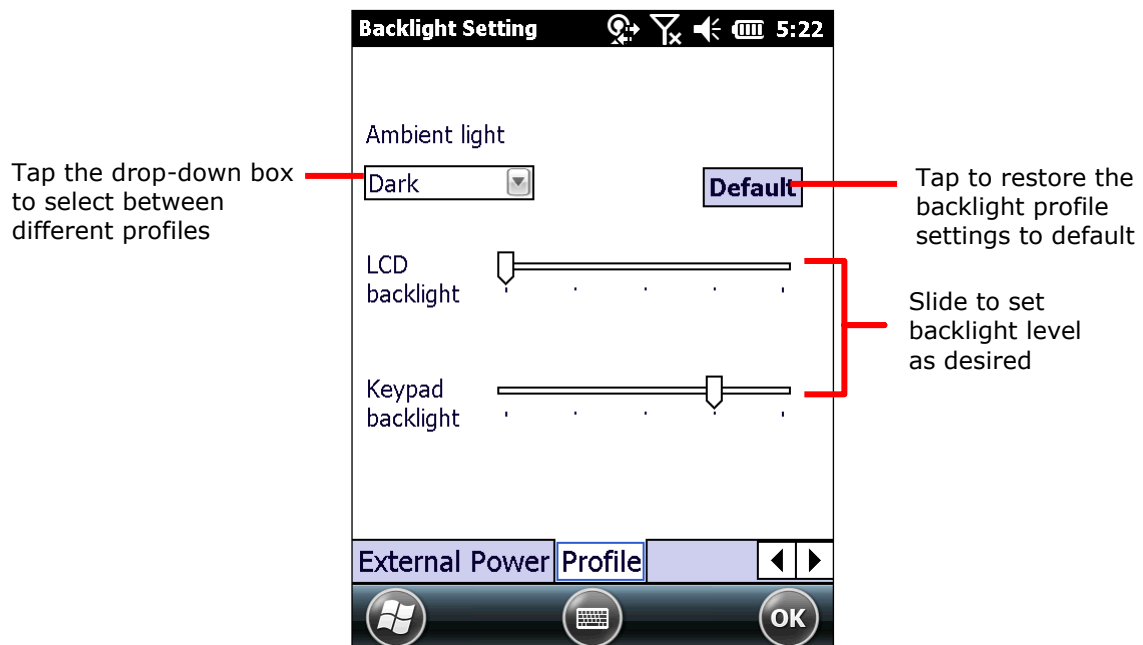 Backlight Setting 5:22
Ambient light
Tap the drop-down box
to select between
different profiles
Dark
Default
Tap to restore the
backlight profile
settings to default
LCD
backlight
Slide to set
backlight level
as desired
Keypad
backlight
External Power Profile
OK